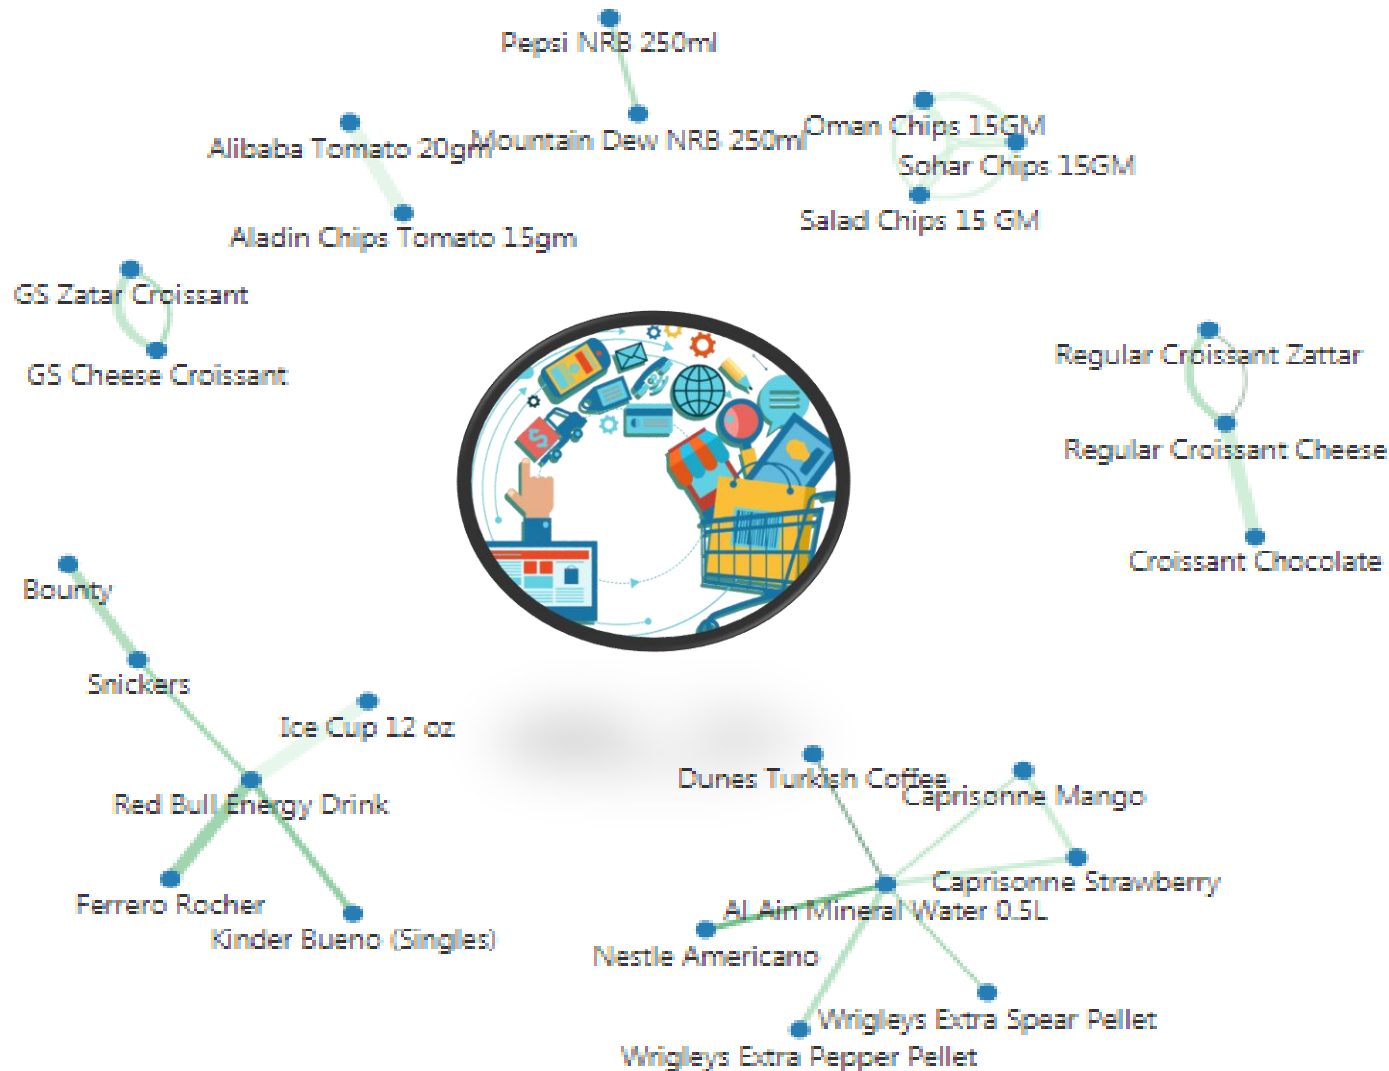 Pepsi NRB 250ml
Mountain Dew NRB 250ml
Alibaba Tomato 20gm
Aladin Chips Tomato 15gm
Oman Chips 15GM
Sohar Chips 15GM
Salad Chips 15 GM
GS Zatar Croissant
GS Cheese Croissant
Regular Croissant Zattar
Regular Croissant Cheese
Croissant Chocolate
$
Bounty
Snickers
Ice Cup 12 oz
Red Bull Energy Drink
Ferrero Rocher
Kinder Bueno (Singles)
Dunes Turkish Coffee
Caprisonne Mango
Caprisonne Strawberry
Al Ain Mineral Water 0.5L
Nestle Americano
Wrigleys Extra Spear Pellet
Wrigleys Extra Pepper Pellet